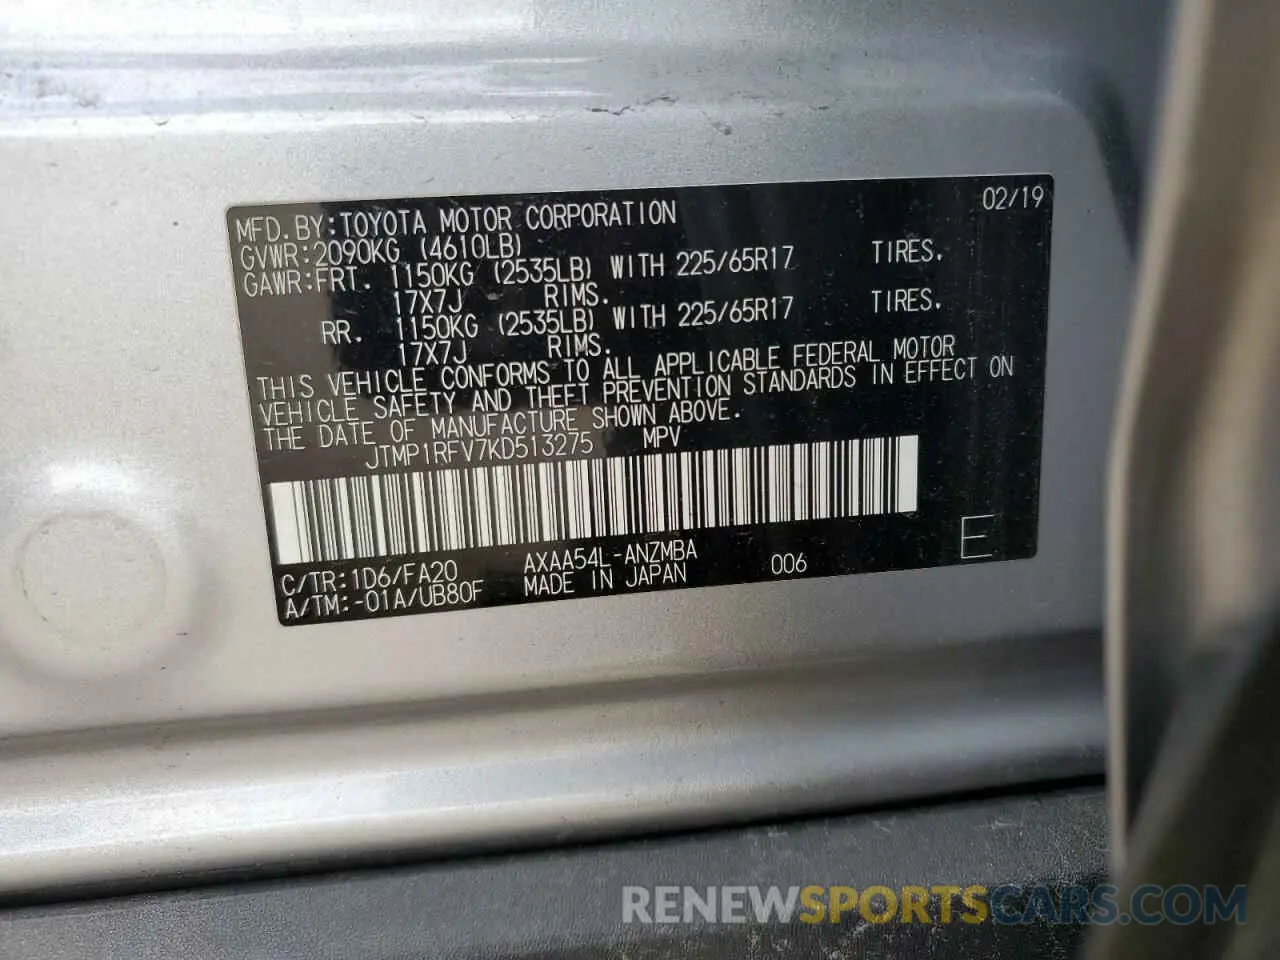 MFD. BY:TOYOTA MOTOR CORPORATION 02/19
GVWR:2090KG (4610LB)
GAWR:FRT. 1150KG (2535LB) WITH 225/65R17 TIRES.
17X7J RIMS.
RR. 1150KG (2535LB) WITH 225/65R17 TIRES.
17X7J RIMS.
THIS VEHICLE CONFORMS TO ALL APPLICABLE FEDERAL MOTOR
VEHICLE SAFETY AND THEFT PREVENTION STANDARDS IN EFFECT ON
THE DATE OF MANUFACTURE SHOWN ABOVE.
JTMP1RFV7KD513275 MPV
C/TR:1D6/FA20 AXAA54L-ANZMBA 006 E
A/TM:-01A/UB80F MADE IN JAPAN
RENEWSPORTSCARS.COM